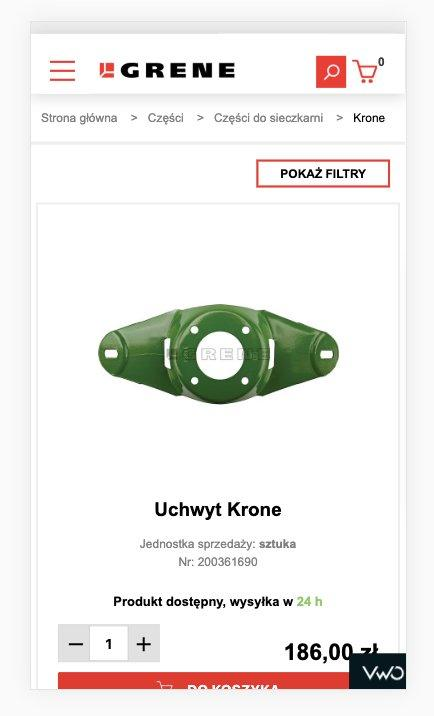 GRENE
0
Strona główna > Części > Części do sieczkarni > Krone
POKAŻ FILTRY
GRENE
Uchwyt Krone
Jednostka sprzedaży: sztuka
Nr: 200361690
Produkt dostępny, wysyłka w 24 h
− 1 + 186,00 zł
VWO
DO KOSZYKA